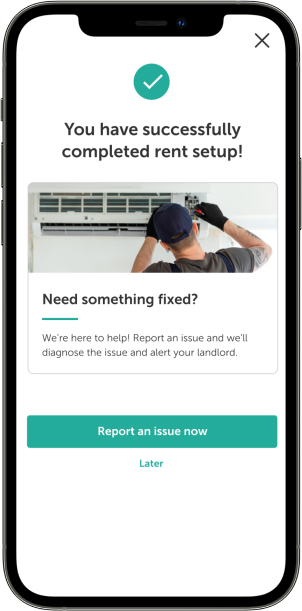 You have successfully
completed rent setup!
Need something fixed?
We're here to help! Report an issue and we'll
diagnose the issue and alert your landlord.
Report an issue now
Later